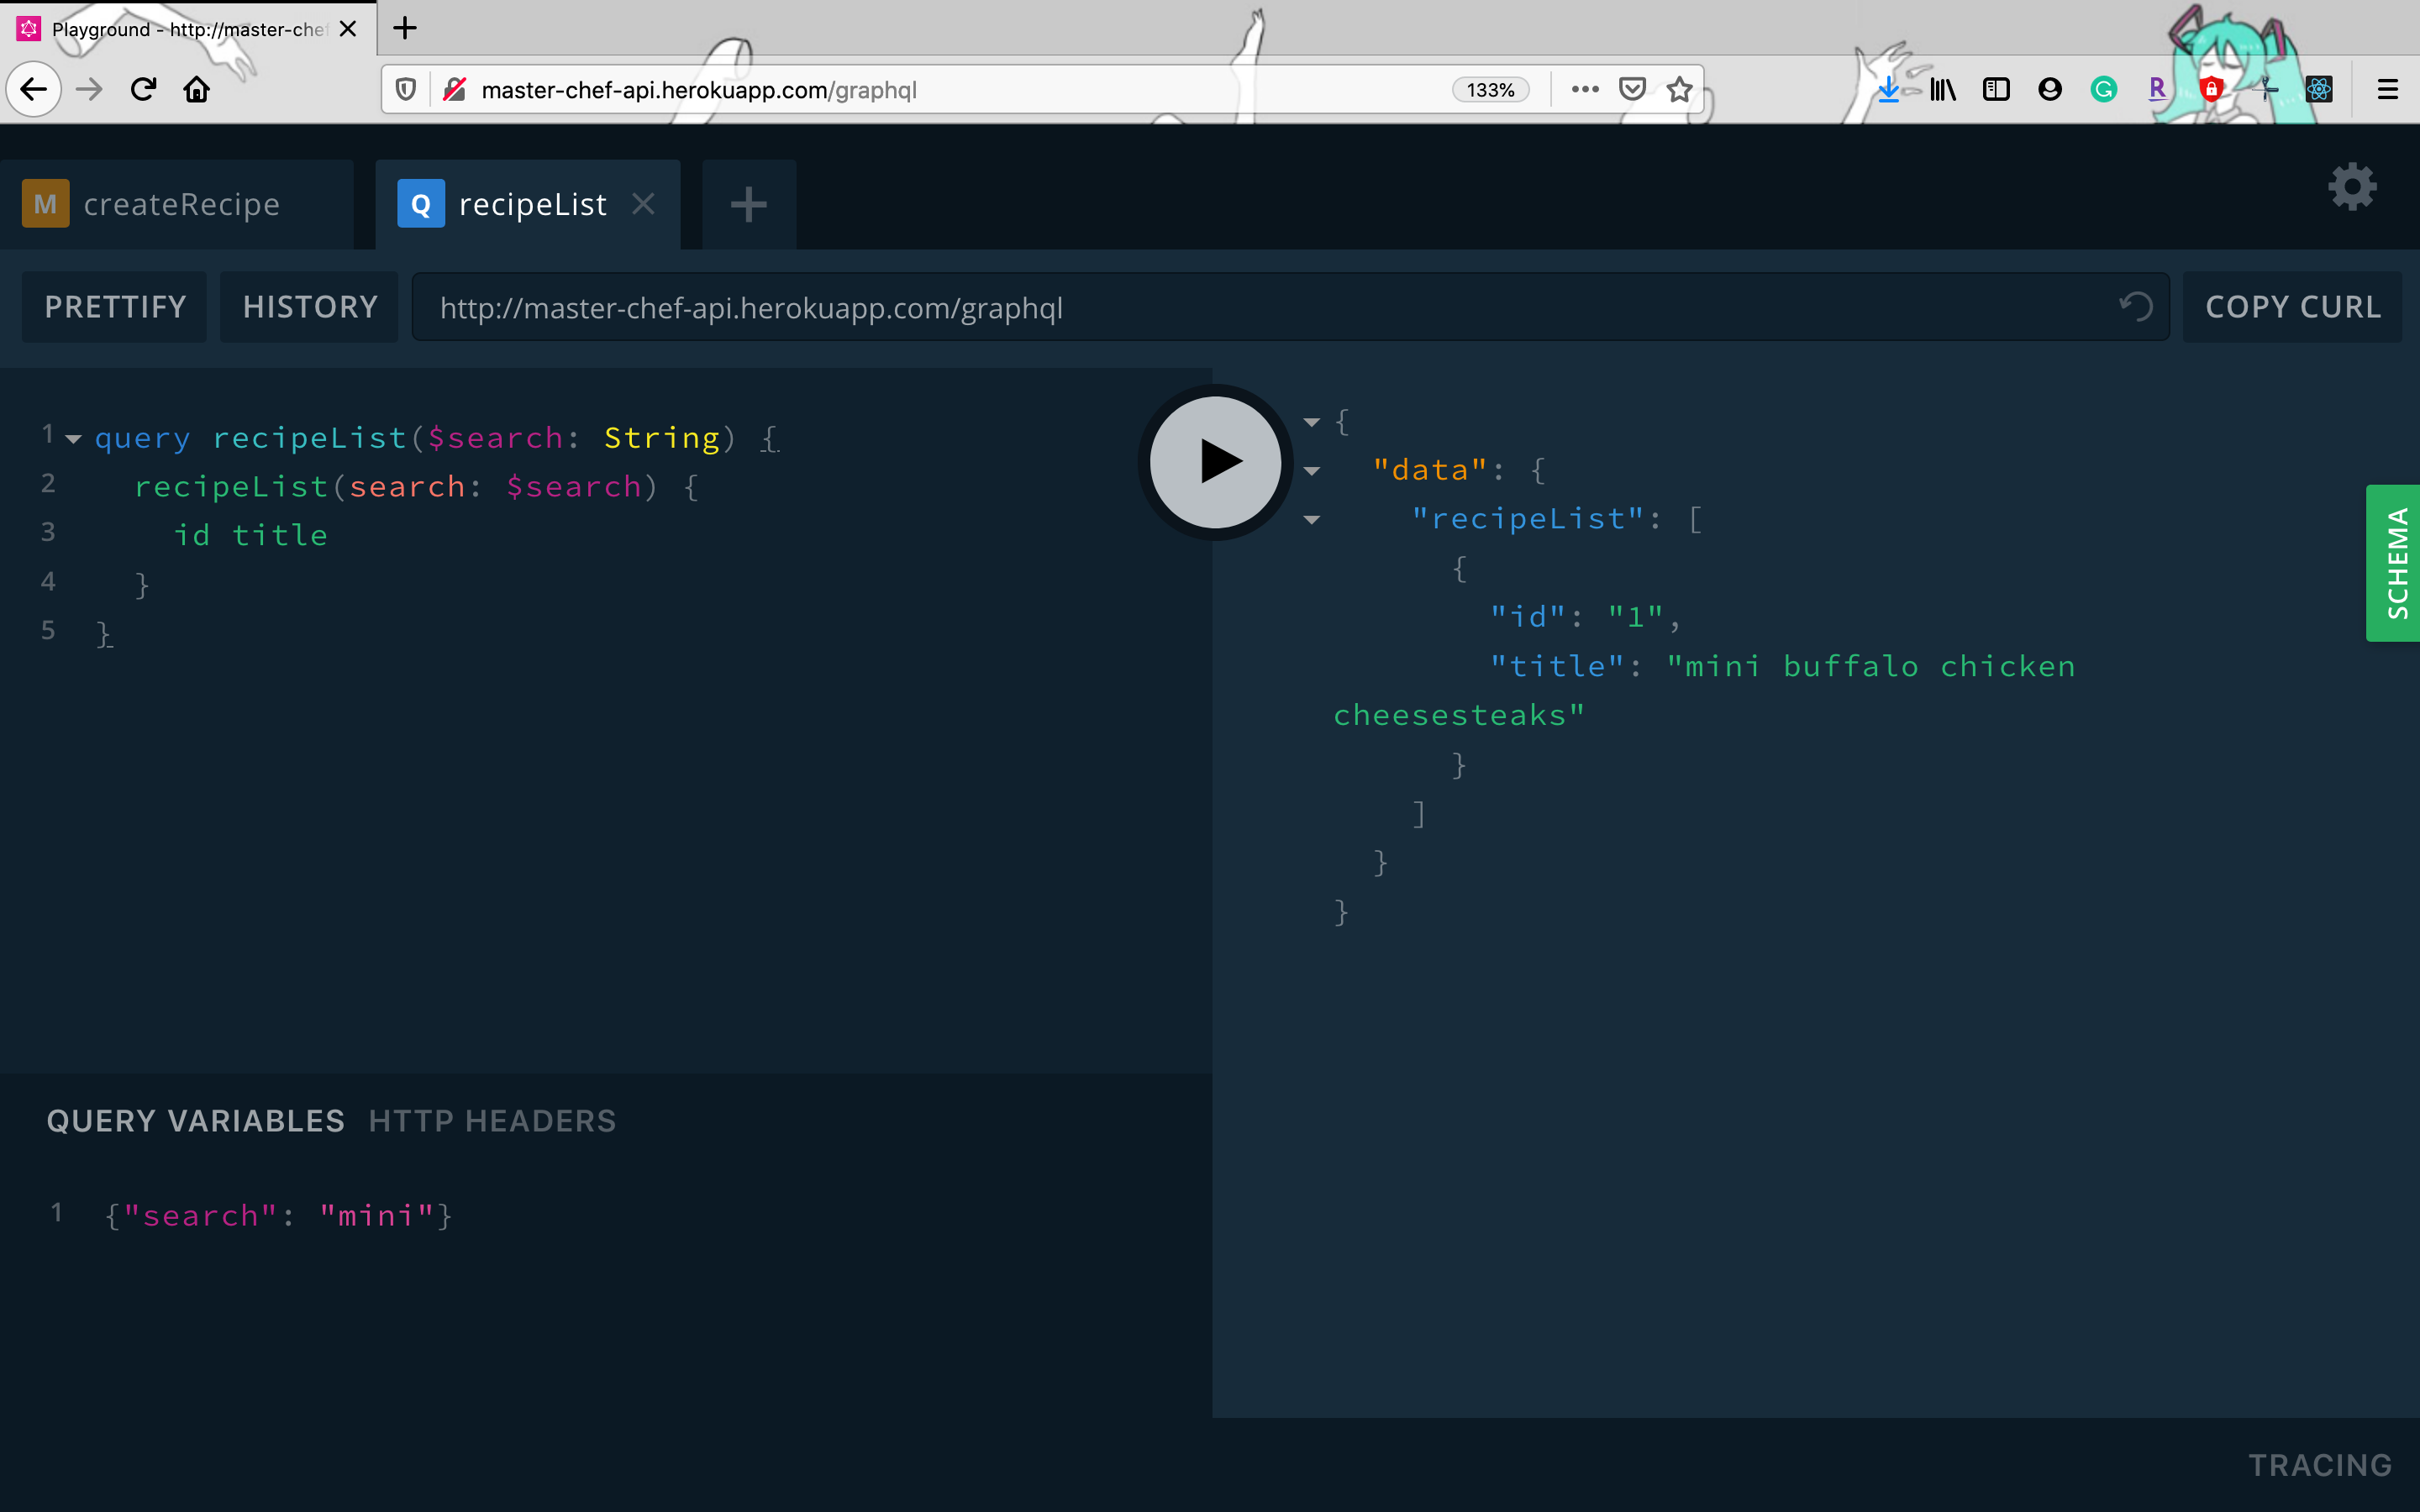 Playground - http://master-chef
master-chef-api.herokuapp.com/graphql
133%
M createRecipe
Q recipeList
PRETTIFY
HISTORY
http://master-chef-api.herokuapp.com/graphql
COPY CURL
1 query recipeList($search: String) {
2 recipeList(search: $search) {
3 id title
4 }
5 }
{
"data": {
"recipeList": [
{
"id": "1",
"title": "mini buffalo chicken
cheesesteaks"
}
]
}
}
SCHEMA
QUERY VARIABLES HTTP HEADERS
1 {"search": "mini"}
TRACING